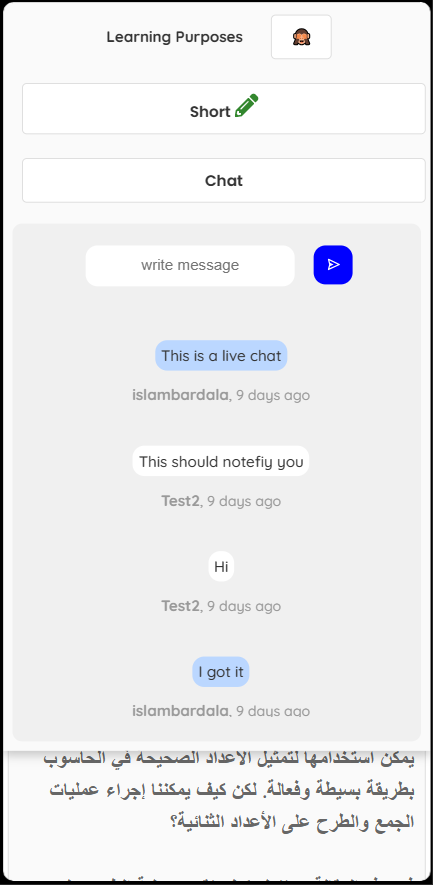 Learning Purposes
Short
Chat
write message
This is a live chat
islambardala, 9 days ago
This should notefiy you
Test2, 9 days ago
Hi
Test2, 9 days ago
I got it
islambardala, 9 days ago
يمكن استخدامها لتمثيل الأعداد الصحيحة في الحاسوب
بطريقة بسيطة وفعالة. لكن كيف يمكننا إجراء عمليات
الجمع والطرح على الأعداد الثنائية؟